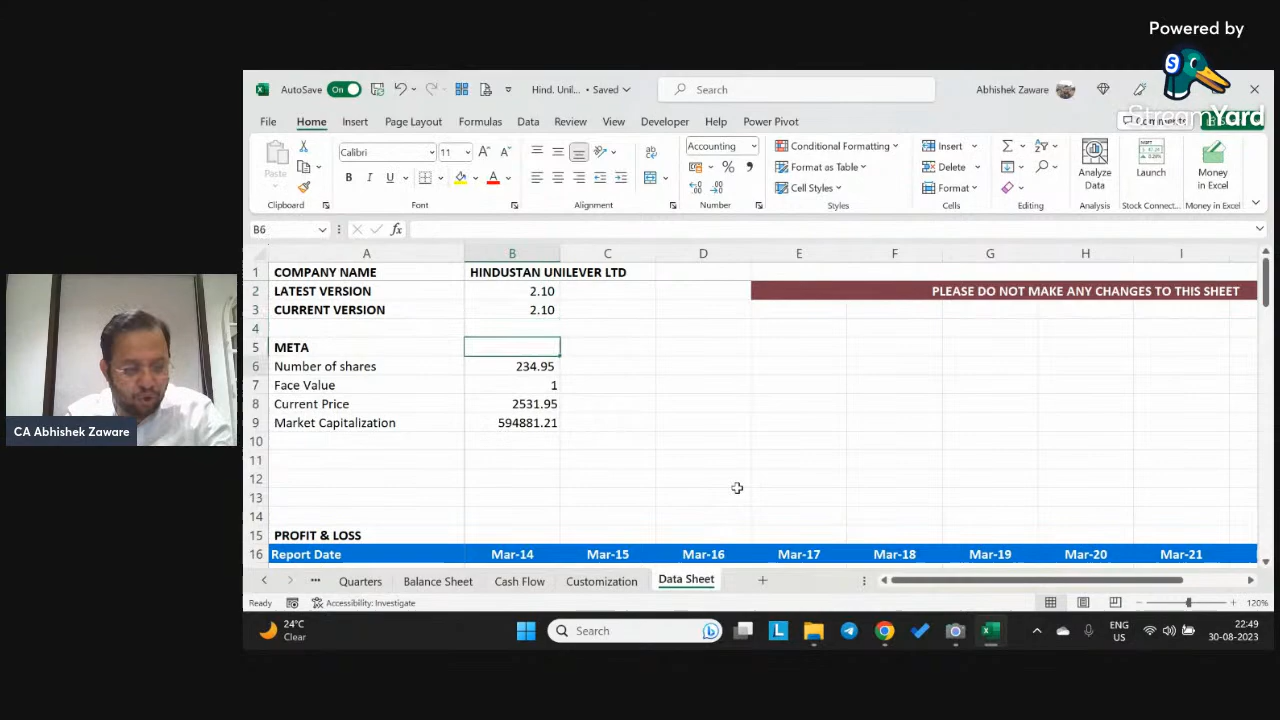 Powered by
StreamYard
AutoSave On Hind. Unil... • Saved Search Abhishek Zaware
File Home Insert Page Layout Formulas Data Review View Developer Help Power Pivot Comments
Paste Calibri 11 Accounting Conditional Formatting Format as Table Cell Styles Insert Delete Format Analyze Data Launch Money in Excel
Clipboard Font Alignment Number Styles Cells Editing Analysis Stock Connect... Money in Excel
B6 fx
A B C D E F G H I
1 COMPANY NAME HINDUSTAN UNILEVER LTD
2 LATEST VERSION 2.10 PLEASE DO NOT MAKE ANY CHANGES TO THIS SHEET
3 CURRENT VERSION 2.10
4
5 META
6 Number of shares 234.95
7 Face Value 1
8 Current Price 2531.95
9 Market Capitalization 594881.21
10
11
12
13
14
15 PROFIT & LOSS
16 Report Date Mar-14 Mar-15 Mar-16 Mar-17 Mar-18 Mar-19 Mar-20 Mar-21
CA Abhishek Zaware
Quarters Balance Sheet Cash Flow Customization Data Sheet
Ready Accessibility: Investigate 120%
24°C
Clear
Search
ENG
US
22:49
30-08-2023